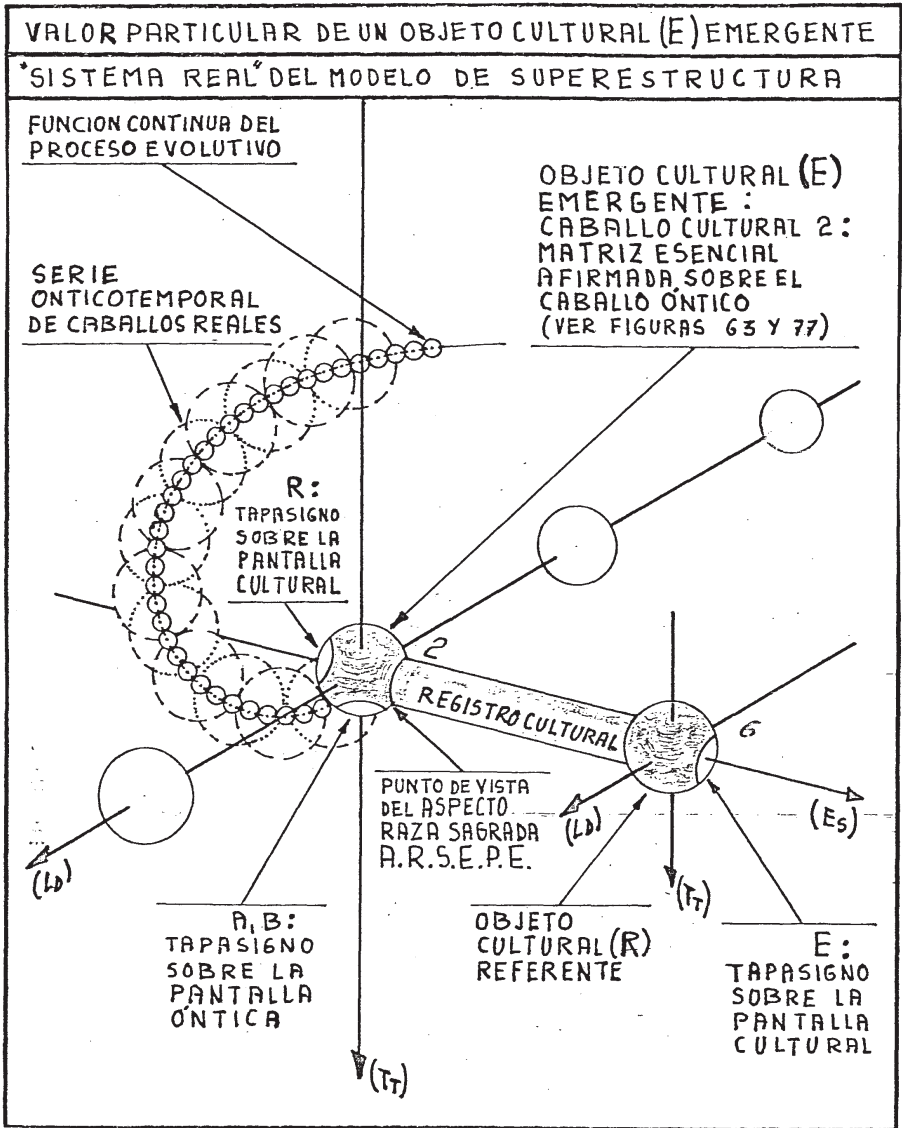 VALOR PARTICULAR DE UN OBJETO CULTURAL (E) EMERGENTE
"SISTEMA REAL" DEL MODELO DE SUPERESTRUCTURA
FUNCION CONTINUA DEL
PROCESO EVOLUTIVO
OBJETO CULTURAL (E)
EMERGENTE :
CABALLO CULTURAL 2:
MATRIZ ESENCIAL
AFIRMADA SOBRE EL
CABALLO ÓNTICO
(VER FIGURAS 63 Y 77)
SERIE
ONTICOTEMPORAL
DE CABALLOS REALES
R:
TAPASIGNO
SOBRE LA
PANTALLA
CULTURAL
2
REGISTRO CULTURAL
6
PUNTO DE VISTA
DEL ASPECTO
RAZA SAGRADA
A.R.S.E.P.E.
(LD)
(ES)
(LD)
(TT)
A, B:
TAPASIGNO
SOBRE LA
PANTALLA
ÓNTICA
OBJETO
CULTURAL (R)
REFERENTE
E:
TAPASIGNO
SOBRE LA
PANTALLA
CULTURAL
(TT)